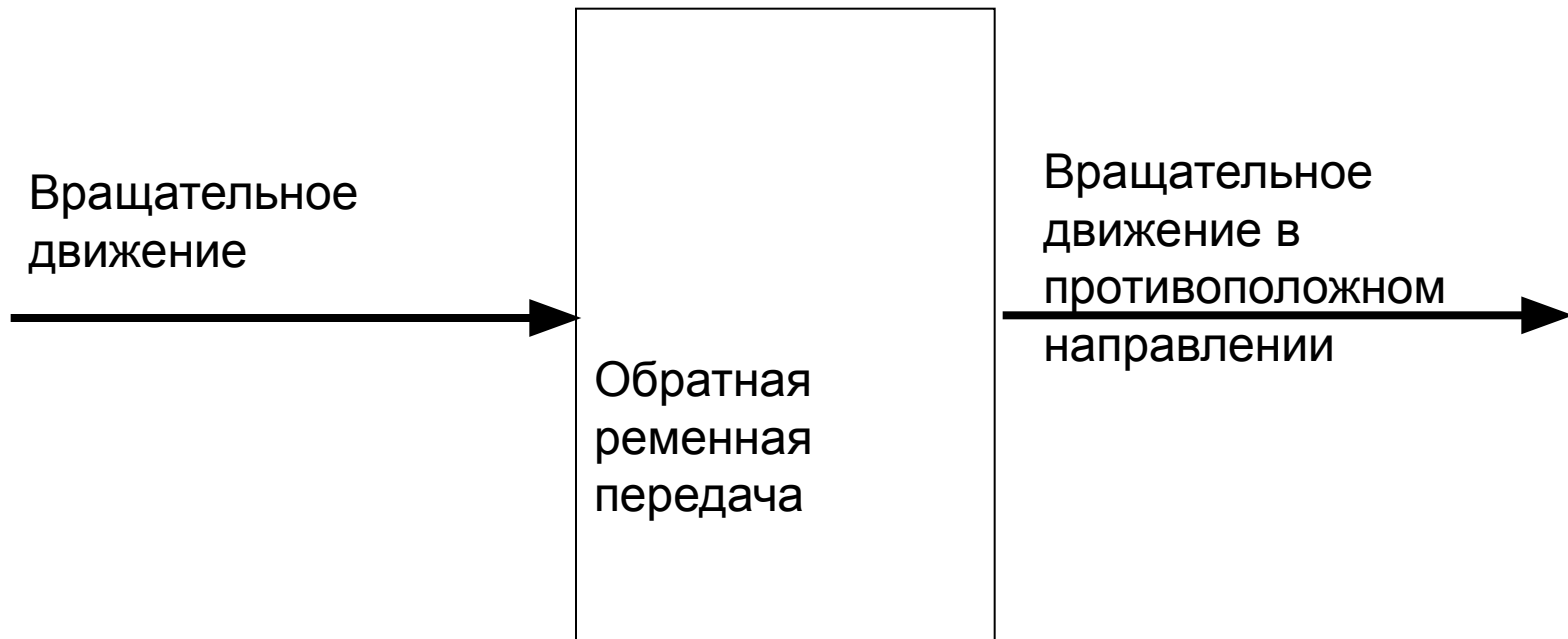 Вращательное
движение
Обратная
ременная
передача
Вращательное
движение в
противоположном
направлении